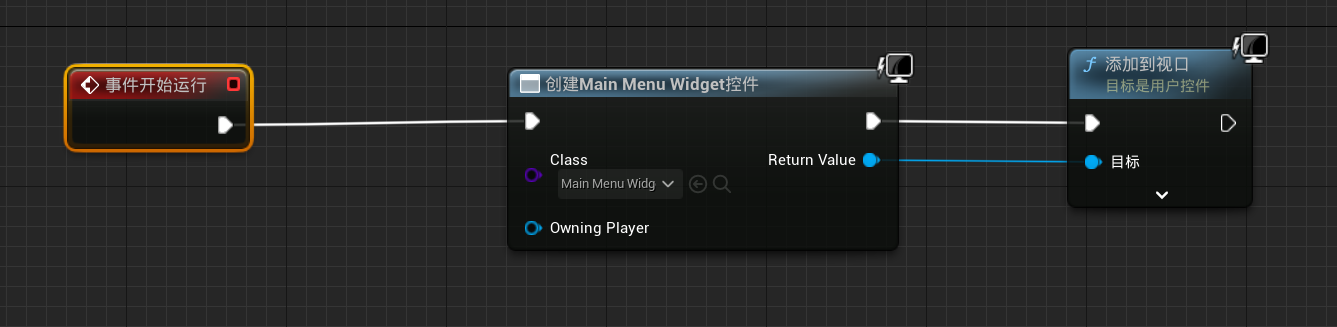 事件开始运行
创建Main Menu Widget控件
Class
Main Menu Widg
Return Value
Owning Player
添加到视口
目标是用户控件
目标